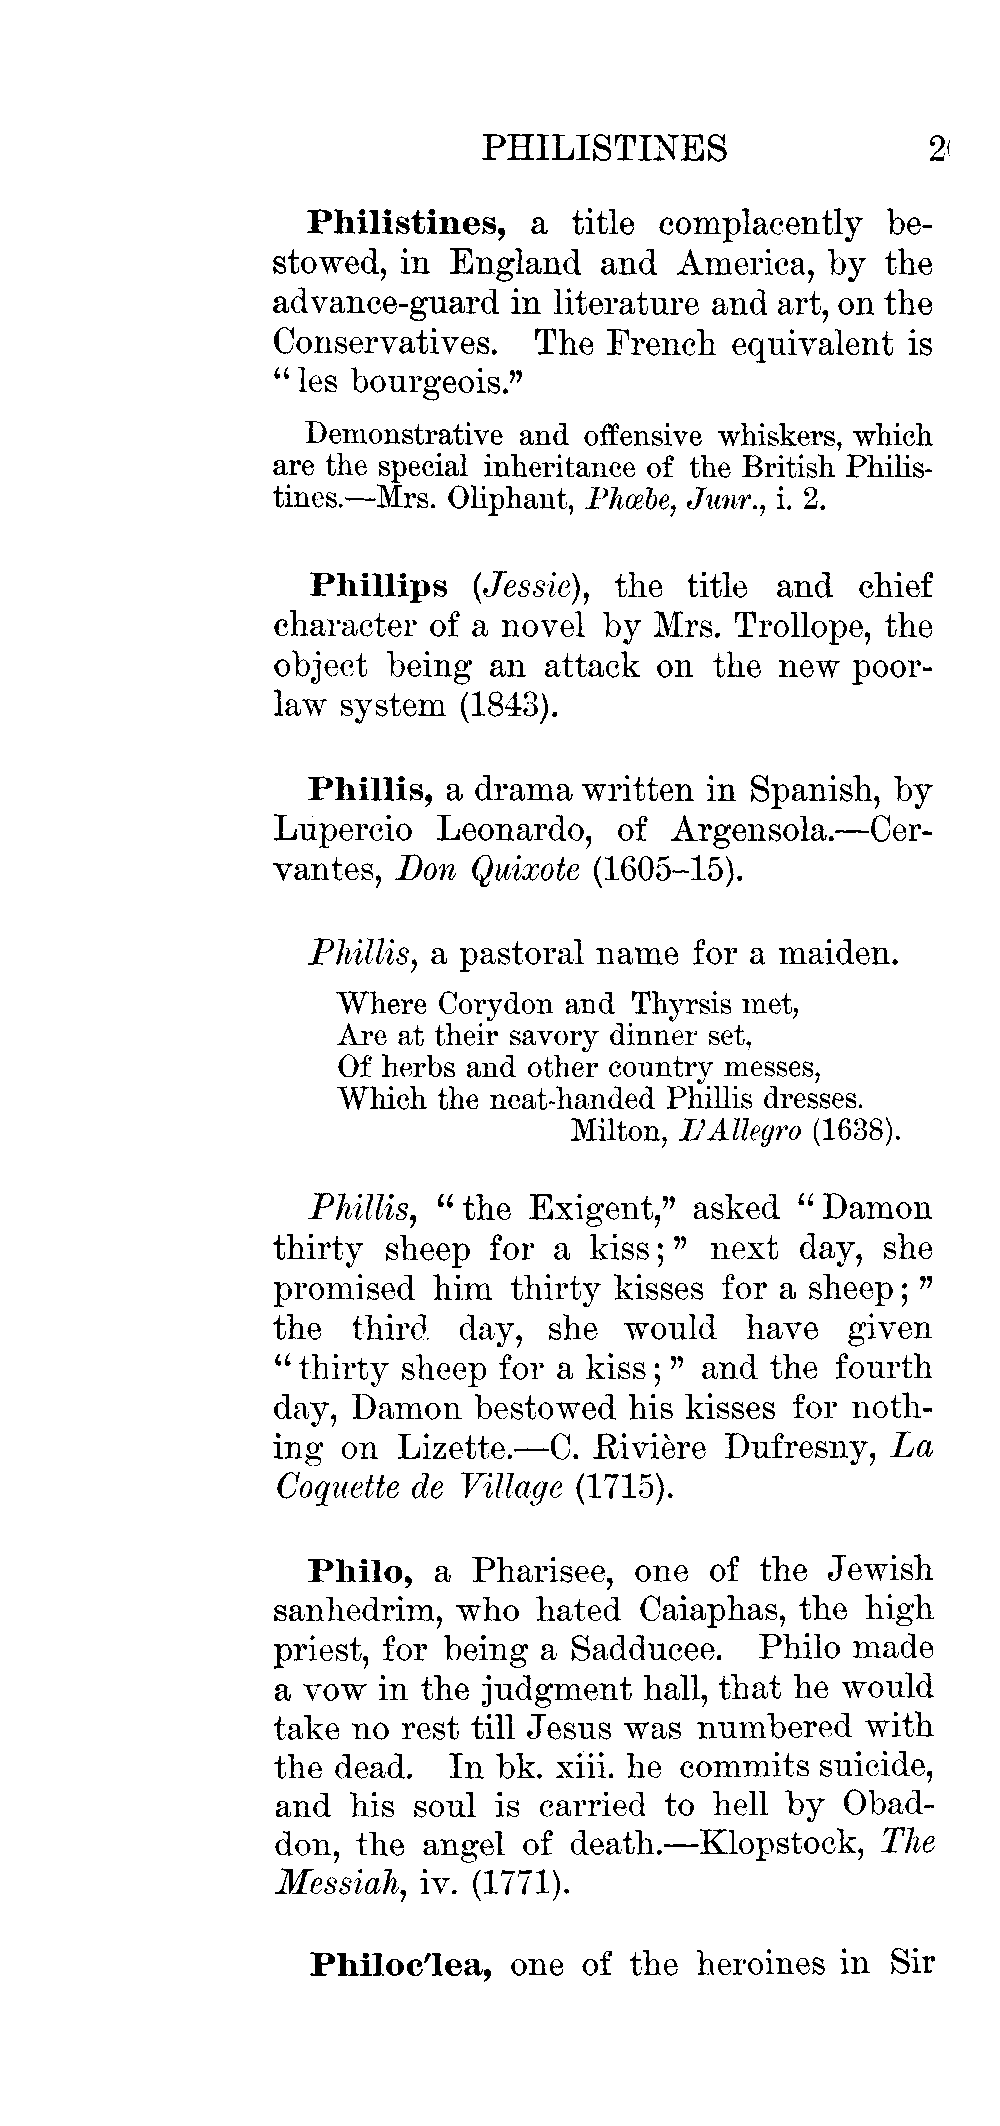 PHILISTINES 2
Philistines, a title complacently be-
stowed, in England and America, by the
advance-guard in literature and art, on the
Conservatives. The French equivalent is
“les bourgeois.”
Demonstrative and offensive whiskers, which
are the special inheritance of the British Philis-
tines.—Mrs. Oliphant, Phœbe, Junr., i. 2.
Phillips (Jessie), the title and chief
character of a novel by Mrs. Trollope, the
object being an attack on the new poor-
law system (1843).
Phillis, a drama written in Spanish, by
Lupercio Leonardo, of Argensola.—Cer-
vantes, Don Quixote (1605–15).
Phillis, a pastoral name for a maiden.
Where Corydon and Thyrsis met,
Are at their savory dinner set,
Of herbs and other country messes,
Which the neat-handed Phillis dresses.
Milton, L'Allegro (1638).
Phillis, “the Exigent,” asked “Damon
thirty sheep for a kiss;” next day, she
promised him thirty kisses for a sheep;”
the third day, she would have given
“thirty sheep for a kiss;” and the fourth
day, Damon bestowed his kisses for noth-
ing on Lizette.—C. Rivière Dufresny, La
Coquette de Village (1715).
Philo, a Pharisee, one of the Jewish
sanhedrim, who hated Caiaphas, the high
priest, for being a Sadducee. Philo made
a vow in the judgment hall, that he would
take no rest till Jesus was numbered with
the dead. In bk. xiii. he commits suicide,
and his soul is carried to hell by Obad-
don, the angel of death.—Klopstock, The
Messiah, iv. (1771).
Philoc'lea, one of the heroines in Sir